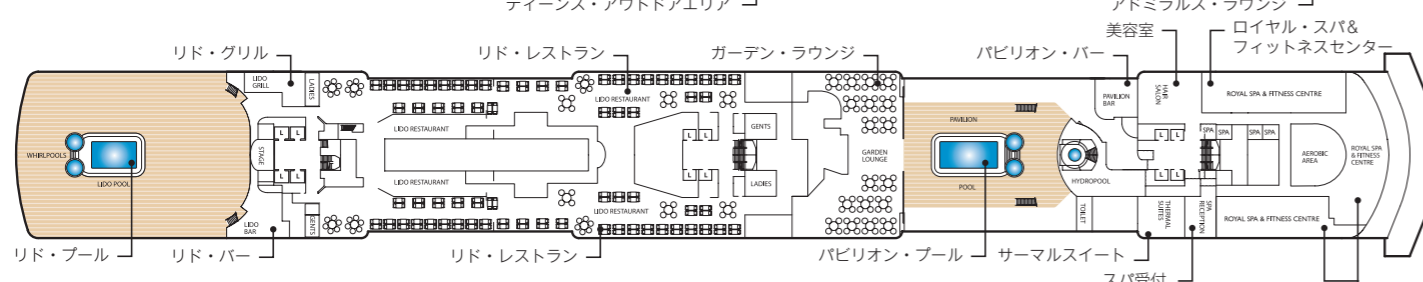 ティーンズ・アウトドアエリア
アドミラルズ・ラウンジ
美容室
ロイヤル・スパ&
フィットネスセンター
リド・グリル
リド・レストラン
ガーデン・ラウンジ
パビリオン・バー
LIDO
GRILL
LADIES
LIDO RESTAURANT
PAVILION
BAR
HAIR
SALON
ROYAL SPA & FITNESS CENTRE
LIDO RESTAURANT
GENTS
PAVILION
L L
L L
L L
SPA
SPA
SPA
SPA
WHIRLPOOLS
STAGE
GARDEN
LOUNGE
AEROBIC
AREA
ROYAL SPA
& FITNESS
CENTRE
L L
L L
L L
LIDO POOL
LIDO RESTAURANT
LADIES
POOL
HYDROPOOL
LIDO
BAR
GENTS
LIDO RESTAURANT
TOILET
THERMAL
SUITES
SPA
RECEPTION
ROYAL SPA & FITNESS CENTRE
リド・プール
リド・バー
リド・レストラン
パビリオン・プール
サーマルスイート
スパ受付